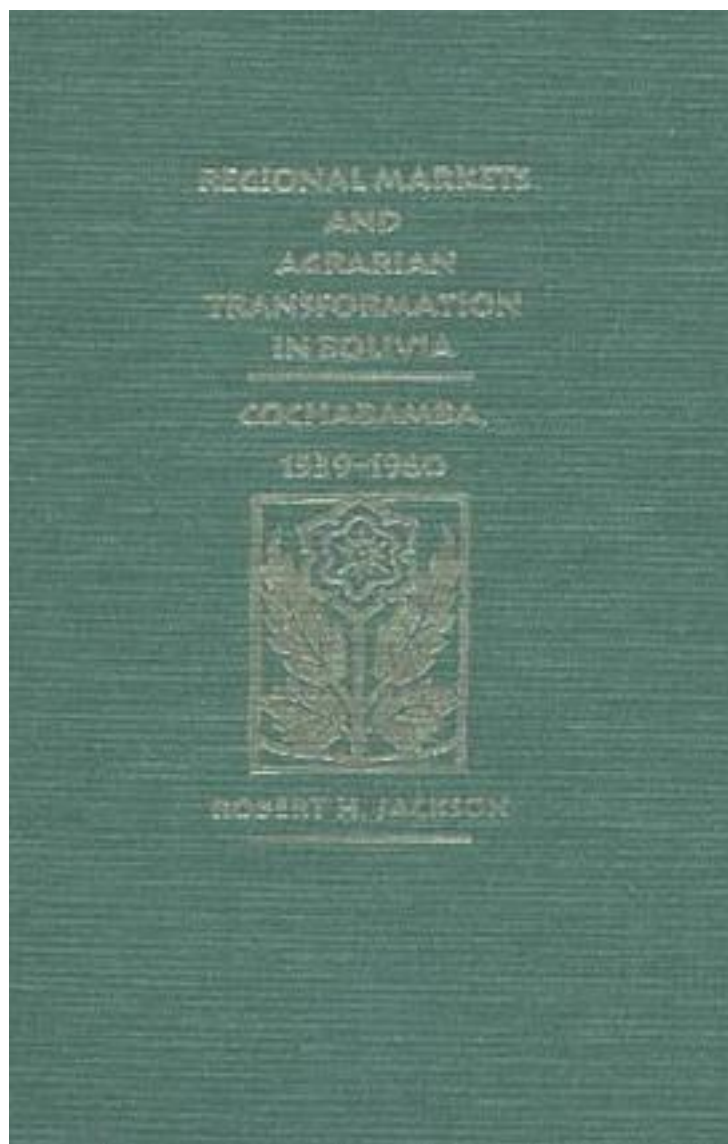 REGIONAL MARKETS
AND
AGRARIAN
TRANSFORMATION
IN BOLIVIA
COCHABAMBA,
1539-1960
ROBERT H. JACKSON